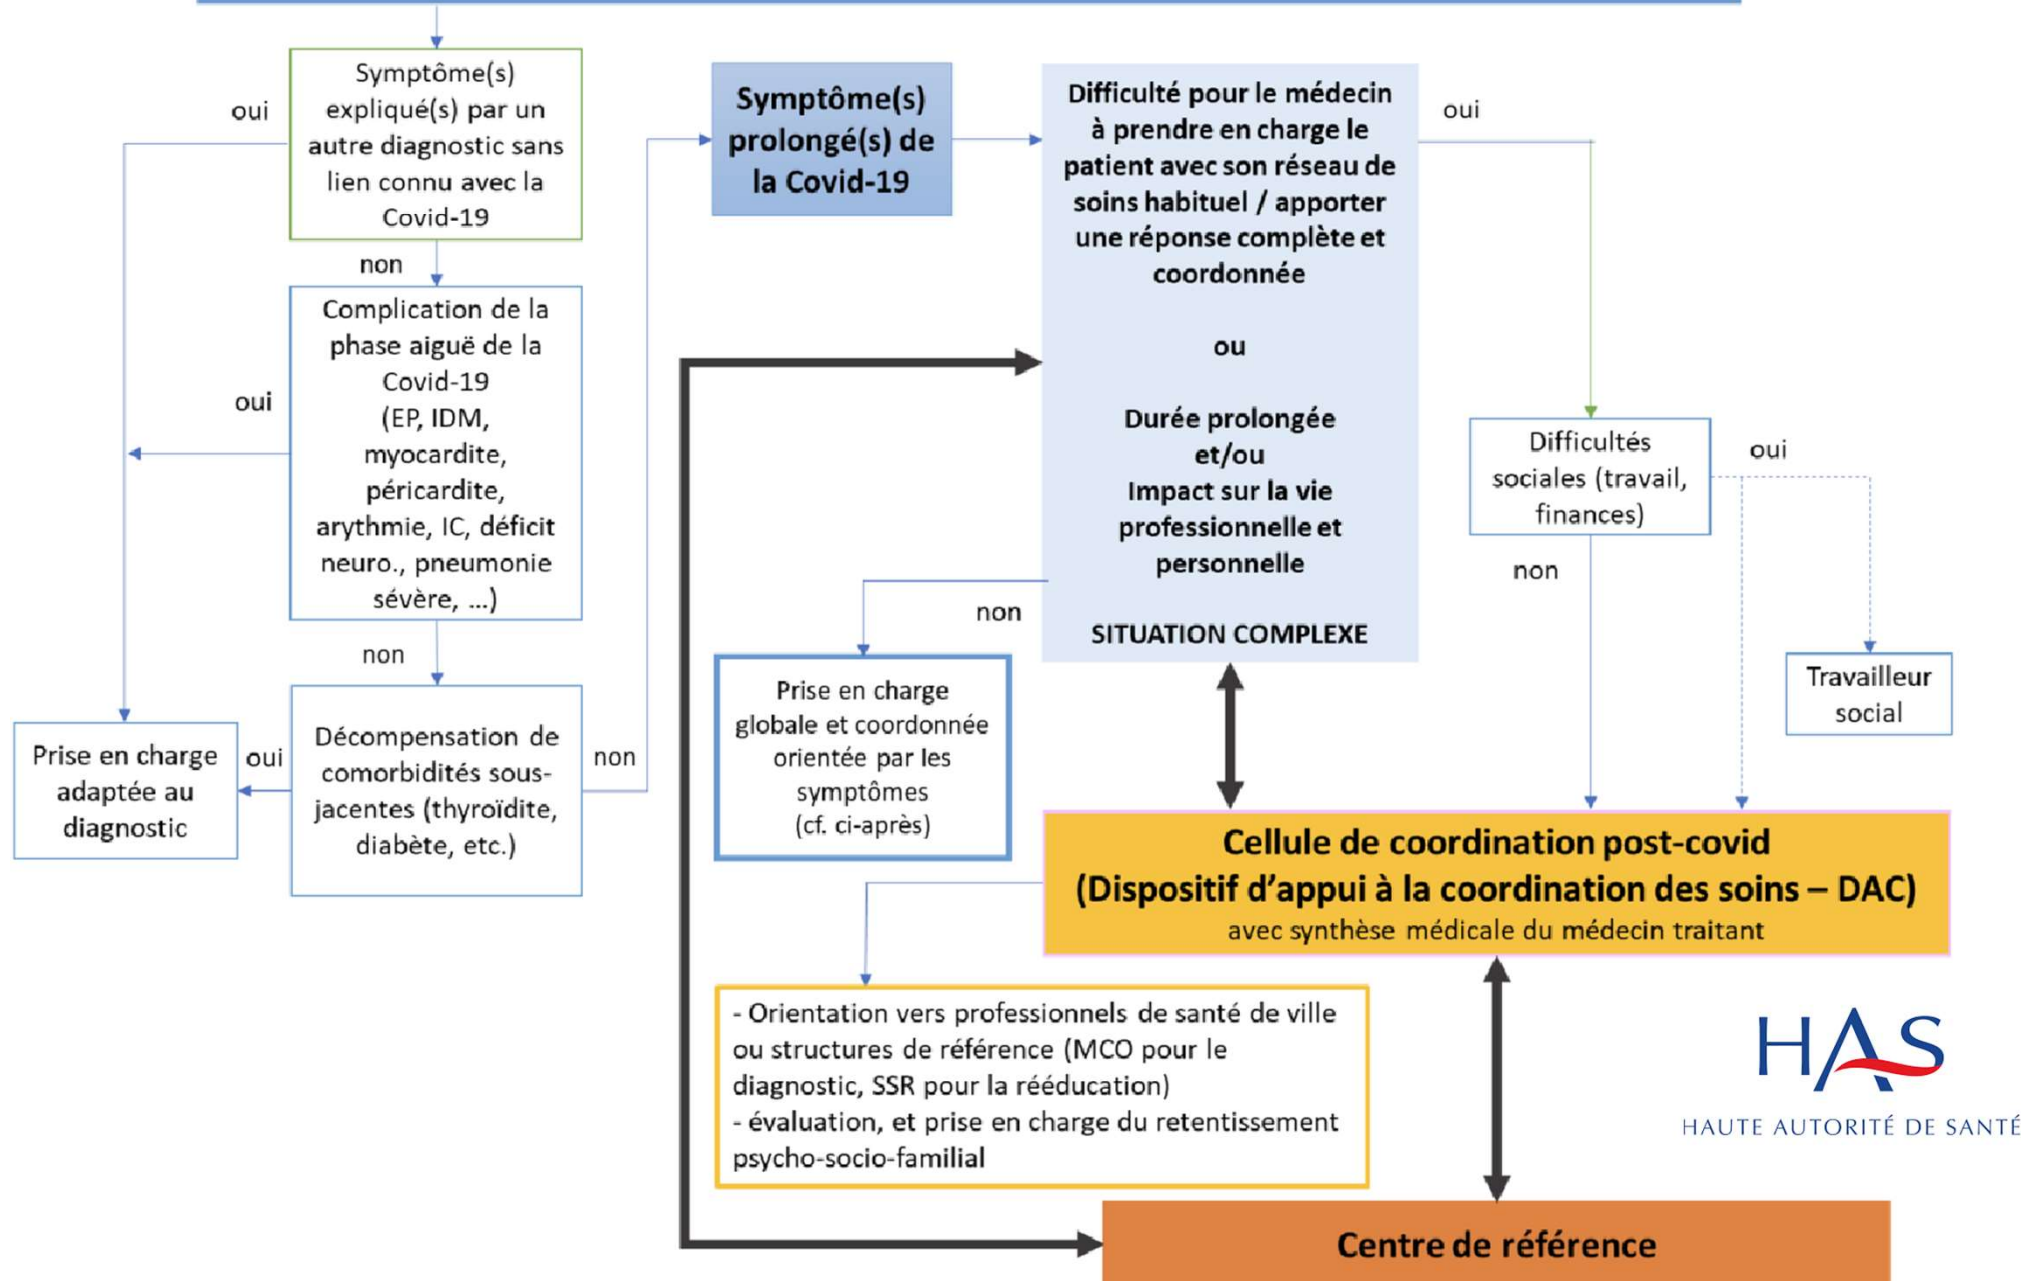 Symptôme(s)
expliqué(s) par un
autre diagnostic sans
lien connu avec la
Covid-19
oui
non
Complication de la
phase aiguë de la
Covid-19
(EP, IDM,
myocardite,
péricardite,
arythmie, IC, déficit
neuro., pneumonie
sévère, ...)
oui
non
Décompensation de
comorbidités sous-
jacentes (thyroïdite,
diabète, etc.)
oui
non
Prise en charge
adaptée au
diagnostic
Symptôme(s)
prolongé(s) de
la Covid-19
Difficulté pour le médecin
à prendre en charge le
patient avec son réseau de
soins habituel / apporter
une réponse complète et
coordonnée
ou
Durée prolongée
et/ou
Impact sur la vie
professionnelle et
personnelle
SITUATION COMPLEXE
oui
non
Prise en charge
globale et coordonnée
orientée par les
symptômes
(cf. ci-après)
Difficultés
sociales (travail,
finances)
oui
non
Travailleur
social
Cellule de coordination post-covid
(Dispositif d’appui à la coordination des soins – DAC)
avec synthèse médicale du médecin traitant
- Orientation vers professionnels de santé de ville
ou structures de référence (MCO pour le
diagnostic, SSR pour la rééducation)
- évaluation, et prise en charge du retentissement
psycho-socio-familial
Centre de référence
HAS
HAUTE AUTORITÉ DE SANTÉ